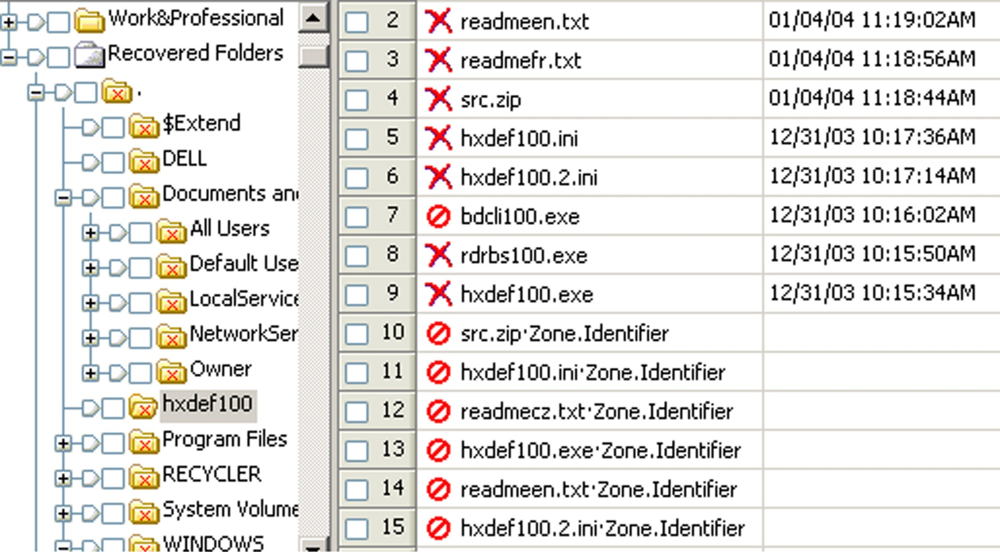 Work&Professional
Recovered Folders
.
$Extend
DELL
Documents an
All Users
Default Use
LocalService
NetworkSer
Owner
hxdef100
Program Files
RECYCLER
System Volume
WINDOWS
2 readmeen.txt 01/04/04 11:19:02AM
3 readmefr.txt 01/04/04 11:18:56AM
4 src.zip 01/04/04 11:18:44AM
5 hxdef100.ini 12/31/03 10:17:36AM
6 hxdef100.2.ini 12/31/03 10:17:14AM
7 bdcli100.exe 12/31/03 10:16:02AM
8 rdrbs100.exe 12/31/03 10:15:50AM
9 hxdef100.exe 12/31/03 10:15:34AM
10 src.zip·Zone.Identifier
11 hxdef100.ini·Zone.Identifier
12 readmecz.txt·Zone.Identifier
13 hxdef100.exe·Zone.Identifier
14 readmeen.txt·Zone.Identifier
15 hxdef100.2.ini·Zone.Identifier